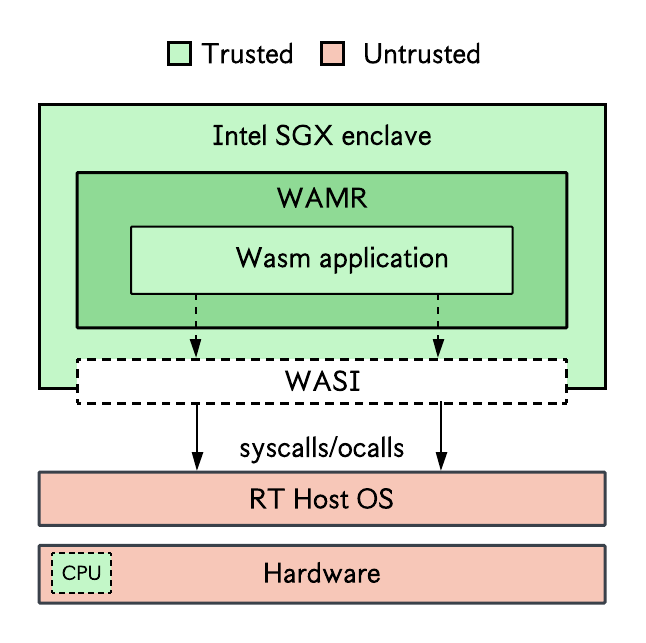 Trusted Untrusted
Intel SGX enclave
WAMR
Wasm application
WASI
syscalls/ocalls
RT Host OS
CPU Hardware